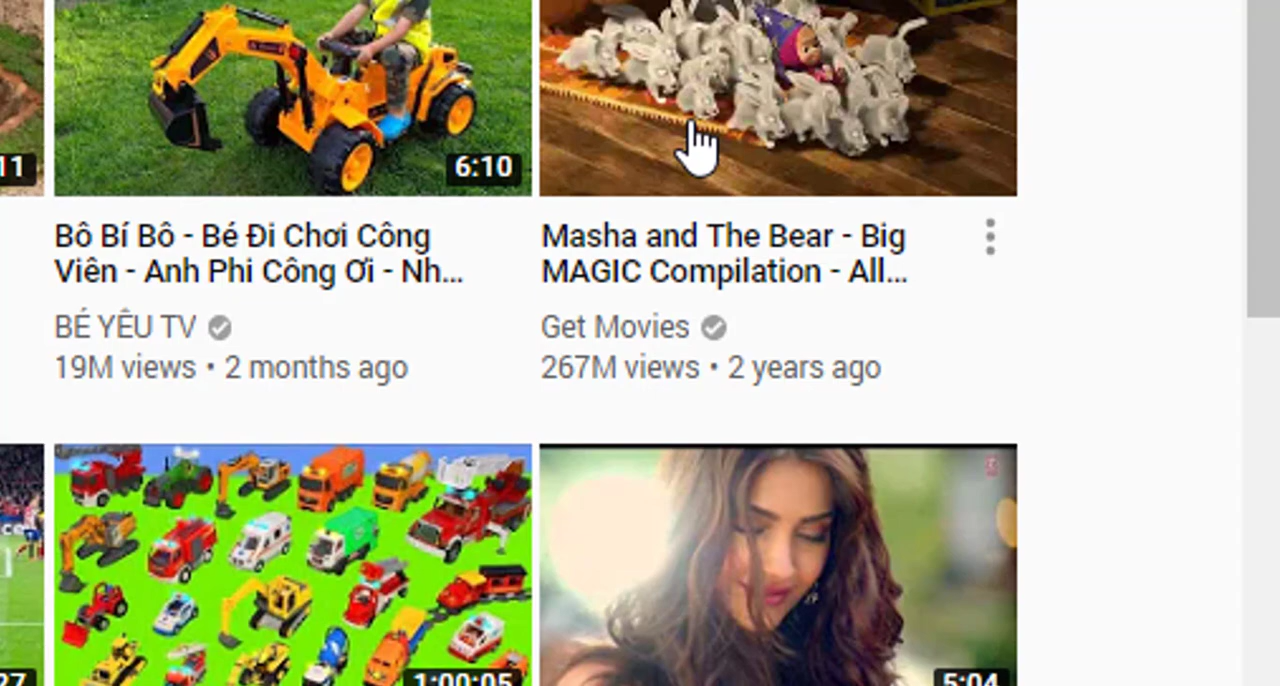 11
6:10
Bô Bí Bô - Bé Đi Chơi Công
Viên - Anh Phi Công Ơi - Nh...
BÉ YÊU TV
19M views • 2 months ago
Masha and The Bear - Big
MAGIC Compilation - All...
Get Movies
267M views • 2 years ago
27
1:00:05
5:04